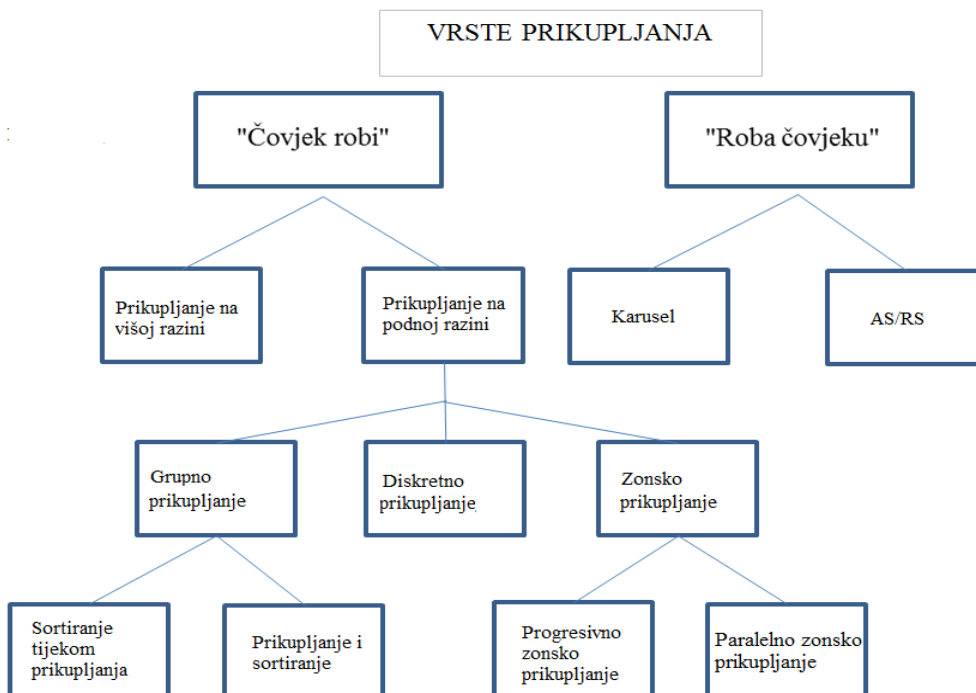 VRSTE PRIKUPLJANJA
"Čovjek robi"
"Roba čovjeku"
Prikupljanje na
višoj razini
Prikupljanje na
podnoj razini
Karusel
AS/RS
Grupno
prikupljanje
Diskretno
prikupljanje
Zonsko
prikupljanje
Sortiranje
tijekom
prikupljanja
Prikupljanje i
sortiranje
Progresivno
zonsko
prikupljanje
Paralelno zonsko
prikupljanje